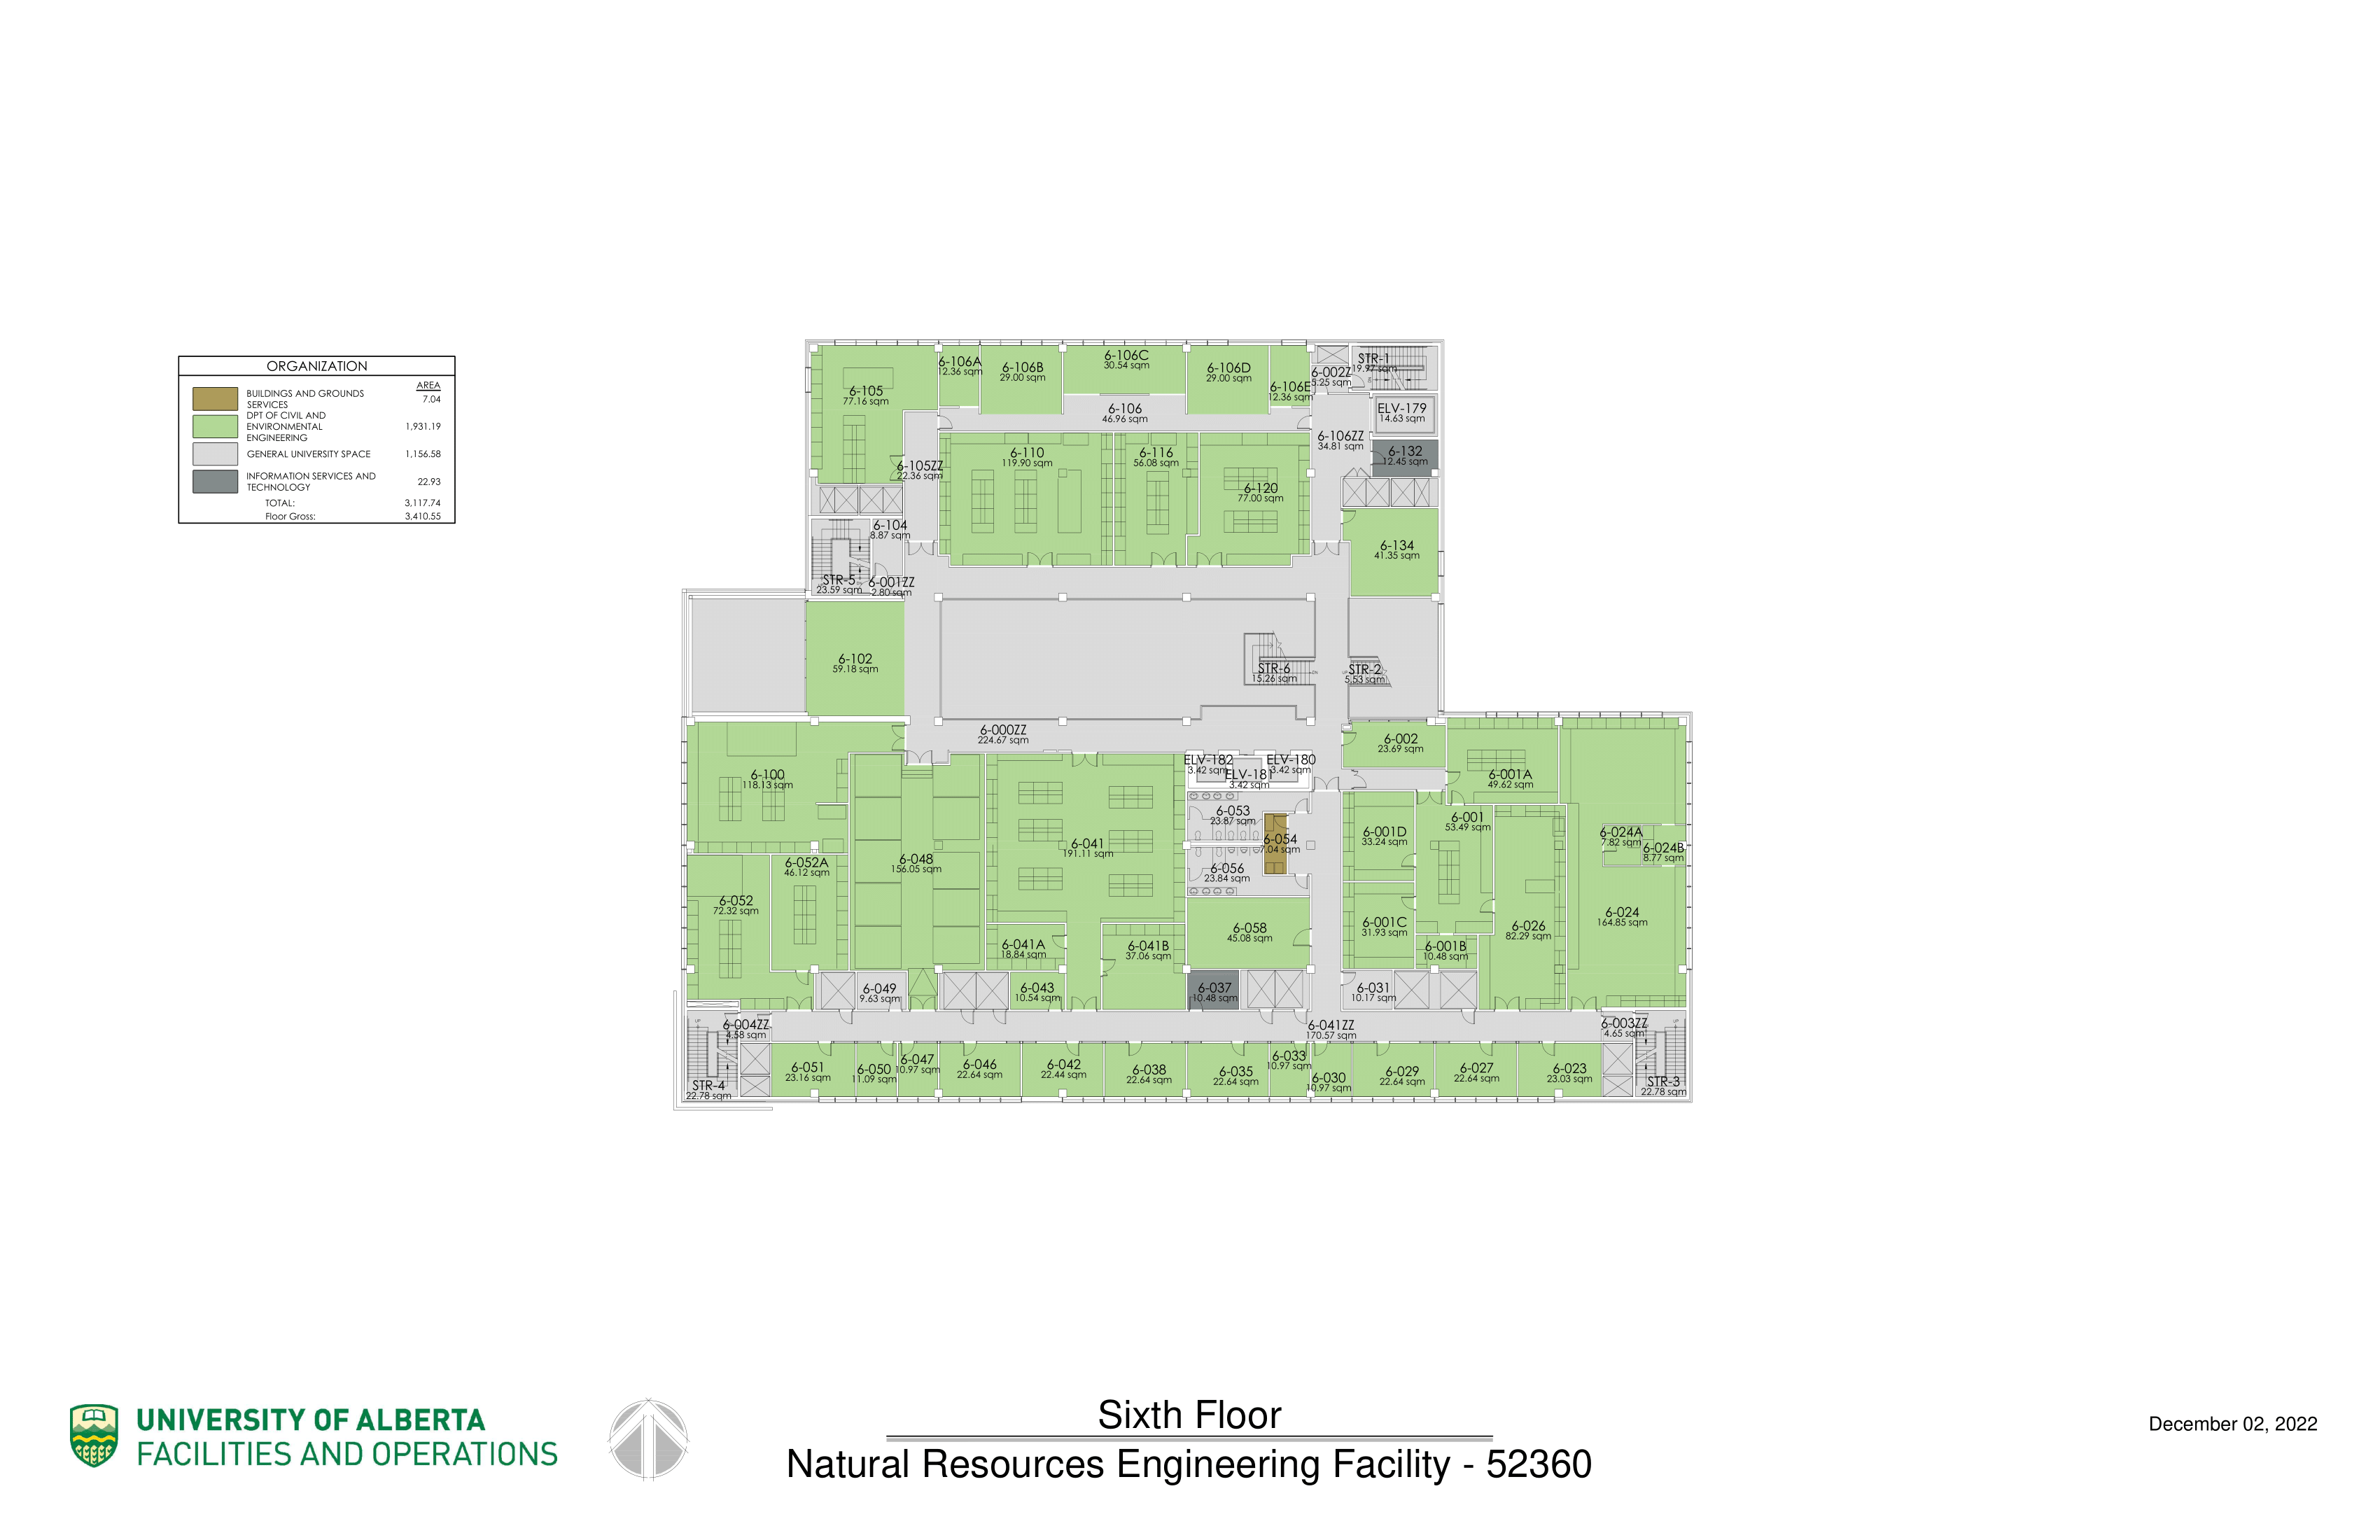 ORGANIZATION
AREA
BUILDINGS AND GROUNDS
SERVICES
7.04
DPT OF CIVIL AND
ENVIRONMENTAL
ENGINEERING
1,931.19
GENERAL UNIVERSITY SPACE
1,156.58
INFORMATION SERVICES AND
TECHNOLOGY
22.93
TOTAL:
3,117.74
Floor Gross:
3,410.55
6-105
77.16 sqm
6-106A
12.36 sqm
6-106B
29.00 sqm
6-106C
30.54 sqm
6-106D
29.00 sqm
6-106E
12.36 sqm
6-002Z
5.25 sqm
STR-1
19.97 sqm
6-106
46.96 sqm
ELV-179
14.63 sqm
6-106ZZ
34.81 sqm
6-132
12.45 sqm
6-105ZZ
22.36 sqm
6-110
119.90 sqm
6-116
56.08 sqm
6-120
77.00 sqm
6-104
8.87 sqm
6-134
41.35 sqm
STR-5
23.59 sqm
6-001ZZ
2.80 sqm
6-102
59.18 sqm
STR-6
15.26 sqm
STR-2
5.53 sqm
6-000ZZ
224.67 sqm
6-002
23.69 sqm
6-100
118.13 sqm
ELV-182
3.42 sqm
ELV-181
3.42 sqm
ELV-180
3.42 sqm
6-001A
49.62 sqm
6-053
23.87 sqm
6-054
7.04 sqm
6-056
23.84 sqm
6-001D
33.24 sqm
6-001
53.49 sqm
6-024A
7.82 sqm
6-024B
8.77 sqm
6-052A
46.12 sqm
6-048
156.05 sqm
6-041
191.11 sqm
6-052
72.32 sqm
6-058
45.08 sqm
6-001C
31.93 sqm
6-026
82.29 sqm
6-024
164.85 sqm
6-041A
18.84 sqm
6-041B
37.06 sqm
6-001B
10.48 sqm
6-049
9.63 sqm
6-043
10.54 sqm
6-037
10.48 sqm
6-031
10.17 sqm
6-004ZZ
4.58 sqm
6-041ZZ
170.57 sqm
6-003ZZ
4.65 sqm
STR-4
22.78 sqm
6-051
23.16 sqm
6-050
11.09 sqm
6-047
10.97 sqm
6-046
22.64 sqm
6-042
22.44 sqm
6-038
22.64 sqm
6-035
22.64 sqm
6-033
10.97 sqm
6-030
10.97 sqm
6-029
22.64 sqm
6-027
22.64 sqm
6-023
23.03 sqm
STR-3
22.78 sqm
UNIVERSITY OF ALBERTA
FACILITIES AND OPERATIONS
Sixth Floor
Natural Resources Engineering Facility - 52360
December 02, 2022